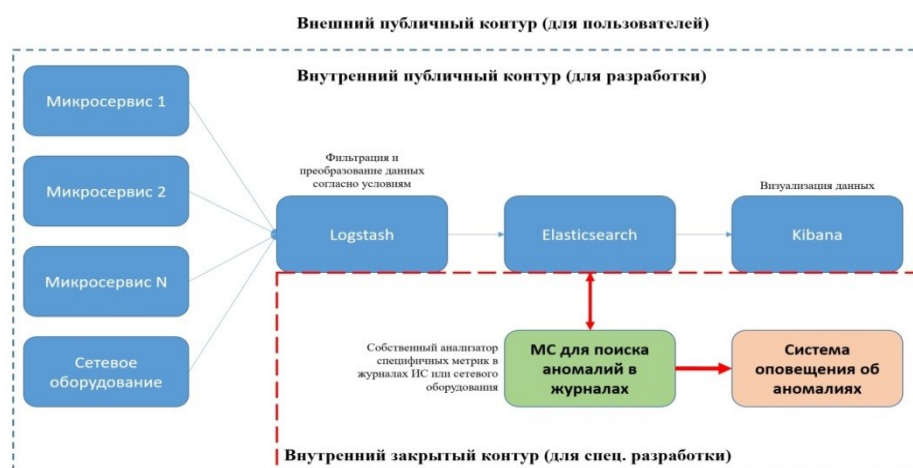 Внешний публичный контур (для пользователей)
Внутренний публичный контур (для разработки)
Микросервис 1
Микросервис 2
Микросервис N
Сетевое
оборудование
Фильтрация и
преобразование данных
согласно условиям
Logstash
Elasticsearch
Визуализация данных
Kibana
Собственный анализатор
специфичных метрик в
журналах ИС или сетевого
оборудования
МС для поиска
аномалий в
журналах
Система
оповещения об
аномалиях
Внутренний закрытый контур (для спец. разработки)